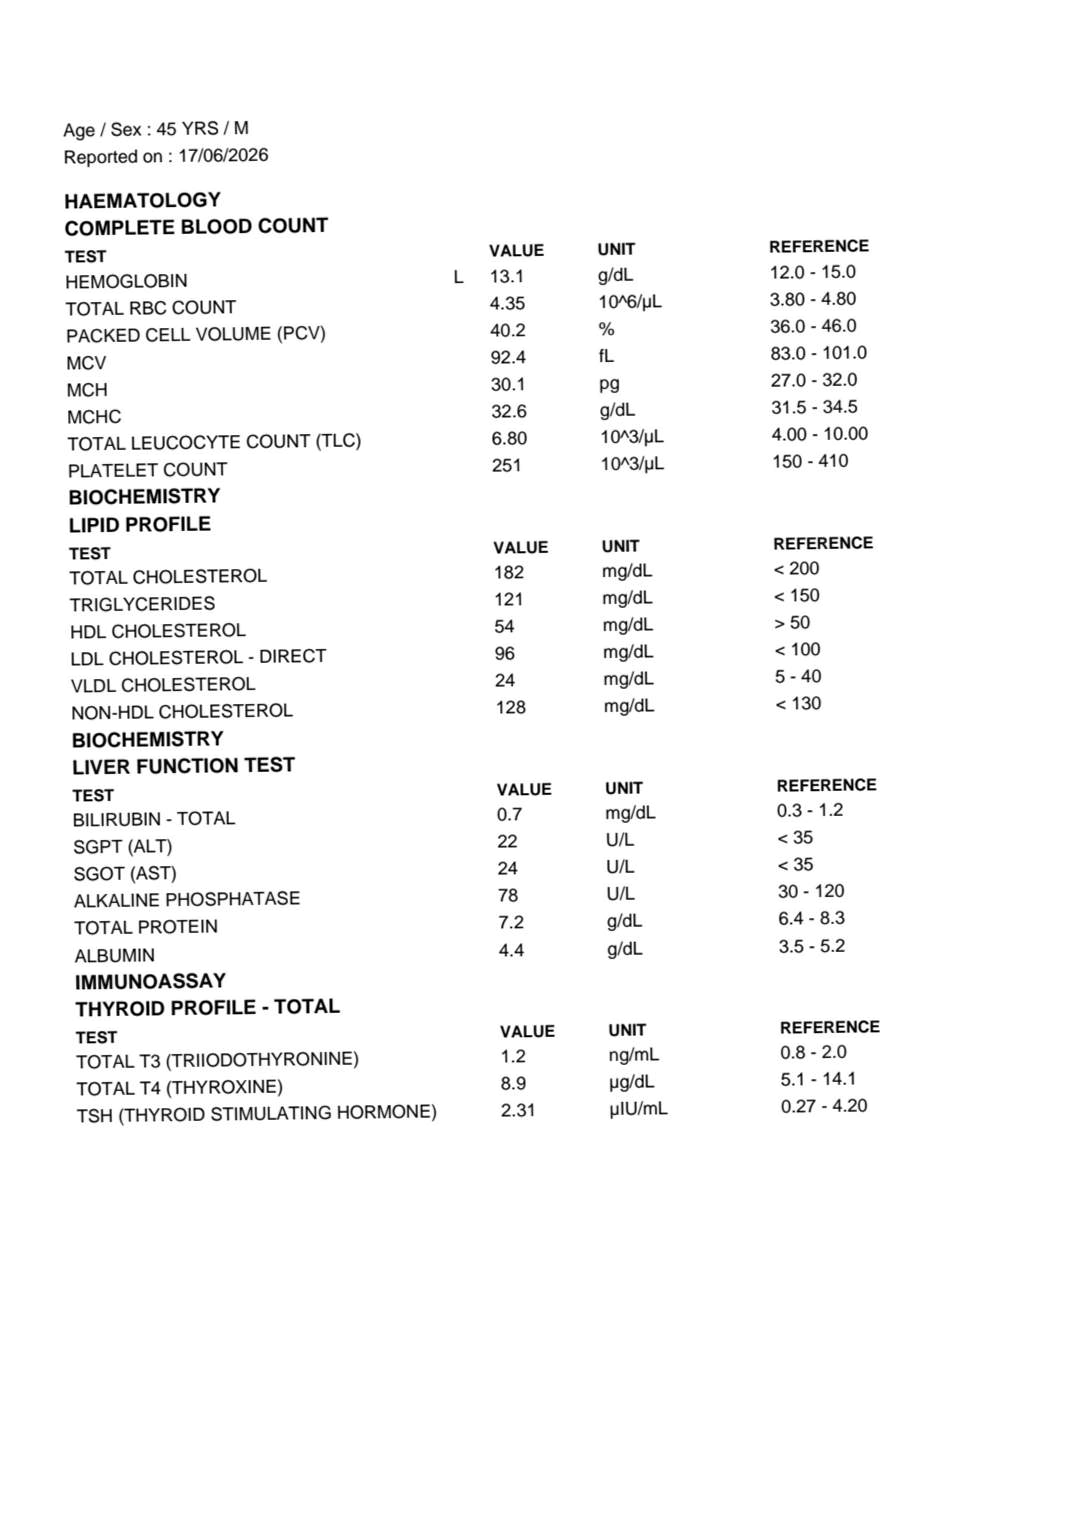 Age / Sex : 45 YRS / M
Reported on : 17/06/2026
HAEMATOLOGY
COMPLETE BLOOD COUNT
TEST VALUE UNIT REFERENCE
HEMOGLOBIN L 13.1 g/dL 12.0 - 15.0
TOTAL RBC COUNT 4.35 10^6/µL 3.80 - 4.80
PACKED CELL VOLUME (PCV) 40.2 % 36.0 - 46.0
MCV 92.4 fL 83.0 - 101.0
MCH 30.1 pg 27.0 - 32.0
MCHC 32.6 g/dL 31.5 - 34.5
TOTAL LEUCOCYTE COUNT (TLC) 6.80 10^3/µL 4.00 - 10.00
PLATELET COUNT 251 10^3/µL 150 - 410
BIOCHEMISTRY
LIPID PROFILE
TEST VALUE UNIT REFERENCE
TOTAL CHOLESTEROL 182 mg/dL < 200
TRIGLYCERIDES 121 mg/dL < 150
HDL CHOLESTEROL 54 mg/dL > 50
LDL CHOLESTEROL - DIRECT 96 mg/dL < 100
VLDL CHOLESTEROL 24 mg/dL 5 - 40
NON-HDL CHOLESTEROL 128 mg/dL < 130
BIOCHEMISTRY
LIVER FUNCTION TEST
TEST VALUE UNIT REFERENCE
BILIRUBIN - TOTAL 0.7 mg/dL 0.3 - 1.2
SGPT (ALT) 22 U/L < 35
SGOT (AST) 24 U/L < 35
ALKALINE PHOSPHATASE 78 U/L 30 - 120
TOTAL PROTEIN 7.2 g/dL 6.4 - 8.3
ALBUMIN 4.4 g/dL 3.5 - 5.2
IMMUNOASSAY
THYROID PROFILE - TOTAL
TEST VALUE UNIT REFERENCE
TOTAL T3 (TRIIODOTHYRONINE) 1.2 ng/mL 0.8 - 2.0
TOTAL T4 (THYROXINE) 8.9 µg/dL 5.1 - 14.1
TSH (THYROID STIMULATING HORMONE) 2.31 µIU/mL 0.27 - 4.20